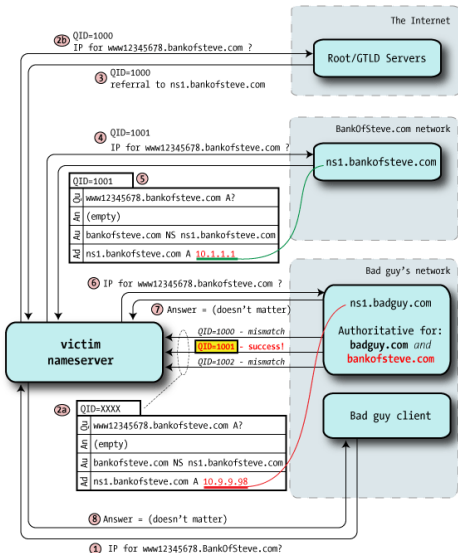 The Internet
2b QID=1000
IP for www12345678.bankofsteve.com ?
Root/GTLD Servers
3 QID=1000
referral to ns1.bankofsteve.com
BankOfSteve.com network
4 QID=1001
IP for www12345678.bankofsteve.com ?
ns1.bankofsteve.com
QID=1001
5
Qu www12345678.bankofsteve.com A?
An (empty)
Au bankofsteve.com NS ns1.bankofsteve.com
Ad ns1.bankofsteve.com A 10.1.1.1
Bad guy's network
6 IP for www12345678.bankofsteve.com ?
7 Answer = (doesn't matter)
ns1.badguy.com
Authoritative for:
badguy.com and
bankofsteve.com
QID=1000 - mismatch
QID=1001 - success!
QID=1002 - mismatch
victim
nameserver
2a
QID=XXXX
Qu www12345678.bankofsteve.com A?
An (empty)
Au bankofsteve.com NS ns1.bankofsteve.com
Ad ns1.bankofsteve.com A 10.9.9.98
Bad guy client
8 Answer = (doesn't matter)
1 IP for www12345678.BankOfSteve.com?